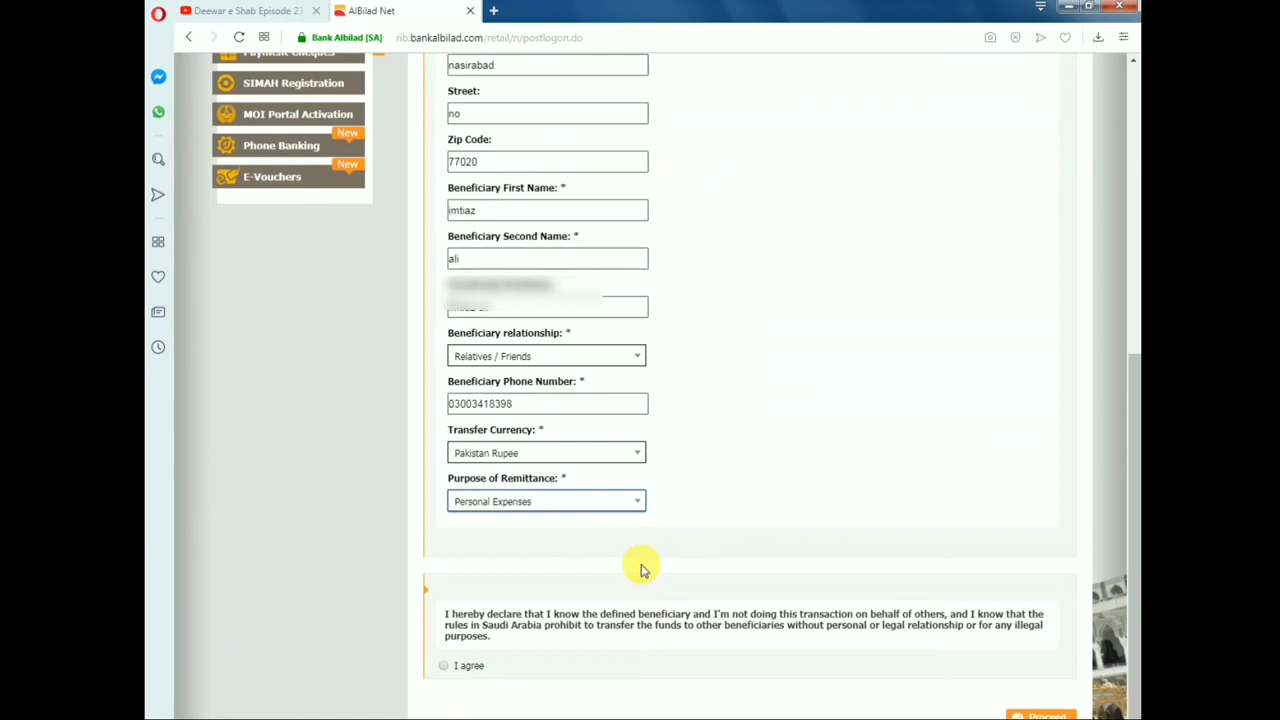 Deewar e Shab Episode 23
AlBilad Net
Bank Albilad [SA]
rib.bankalbilad.com/retail/n/postlogon.do
Payment Cheques
SIMAH Registration
MOI Portal Activation
New
Phone Banking
New
E-Vouchers
nasirabad
Street:
no
Zip Code:
77020
Beneficiary First Name: *
imtiaz
Beneficiary Second Name: *
ali
Beneficiary relationship: *
Relatives / Friends
Beneficiary Phone Number: *
03003418398
Transfer Currency: *
Pakistan Rupee
Purpose of Remittance: *
Personal Expenses
I hereby declare that I know the defined beneficiary and I'm not doing this transaction on behalf of others, and I know that the
rules in Saudi Arabia prohibit to transfer the funds to other beneficiaries without personal or legal relationship or for any illegal
purposes.
I agree
Proceed